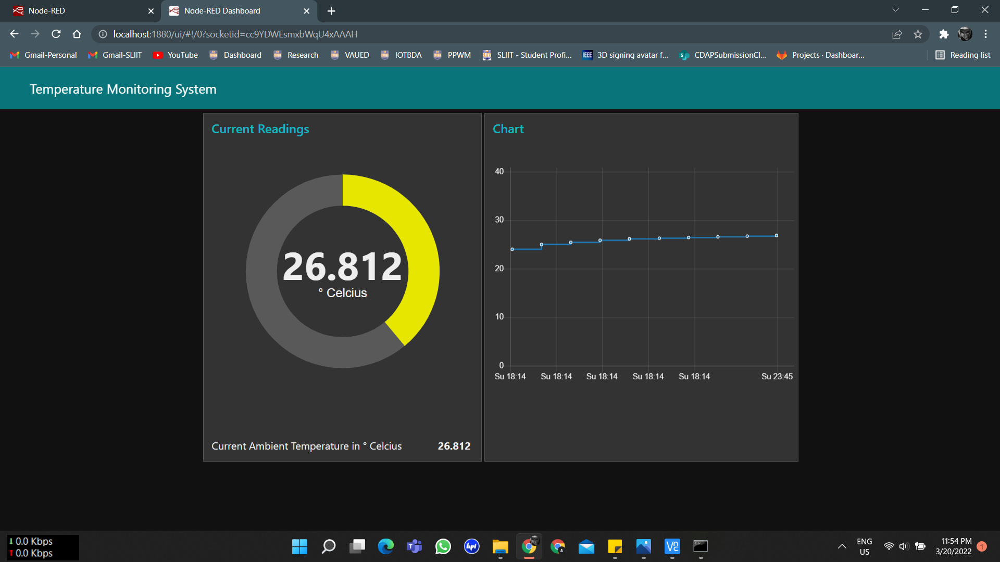 Node-RED
Node-RED Dashboard
localhost:1880/ui/#!/0?socketid=cc9YDWEsmxbWqU4xAAAH
Gmail-Personal Gmail-SLIIT YouTube Dashboard Research VAUED IOTBDA PPWM SLIIT - Student Profi... IEEE 3D signing avatar f... CDAPSubmissionCl... Projects · Dashboar... Reading list
Temperature Monitoring System
Current Readings
26.812
° Celcius
Current Ambient Temperature in ° Celcius 26.812
Chart
40
30
20
10
0
Su 18:14 Su 18:14 Su 18:14 Su 18:14 Su 18:14 Su 23:45
0.0 Kbps
0.0 Kbps
hpi
ENG
US
11:54 PM
3/20/2022
1